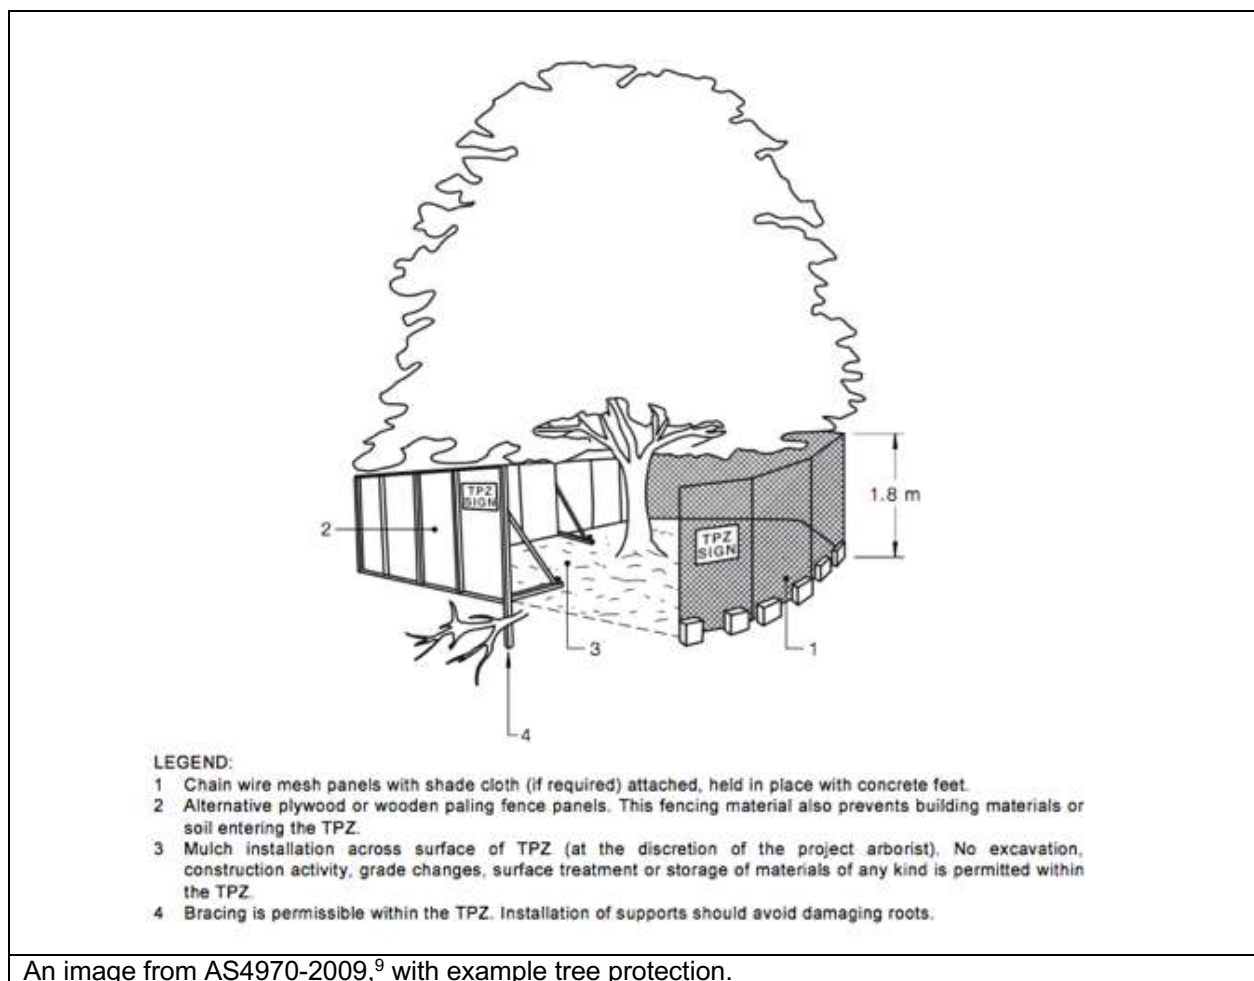 TPZ
SIGN
1.8 m
2
TPZ
SIGN
3
1
4
LEGEND:
1 Chain wire mesh panels with shade cloth (if required) attached, held in place with concrete feet.
2 Alternative plywood or wooden paling fence panels. This fencing material also prevents building materials or
soil entering the TPZ.
3 Mulch installation across surface of TPZ (at the discretion of the project arborist). No excavation,
construction activity, grade changes, surface treatment or storage of materials of any kind is permitted within
the TPZ.
4 Bracing is permissible within the TPZ. Installation of supports should avoid damaging roots.
An image from AS4970-2009,⁹ with example tree protection.